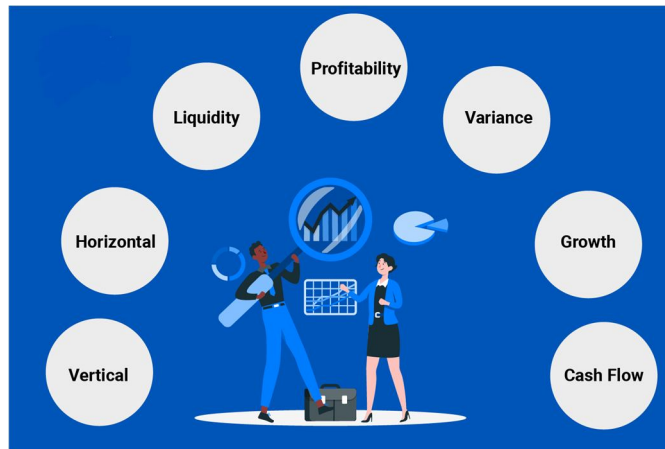 Profitability
Liquidity
Variance
Horizontal
Growth
Vertical
Cash Flow